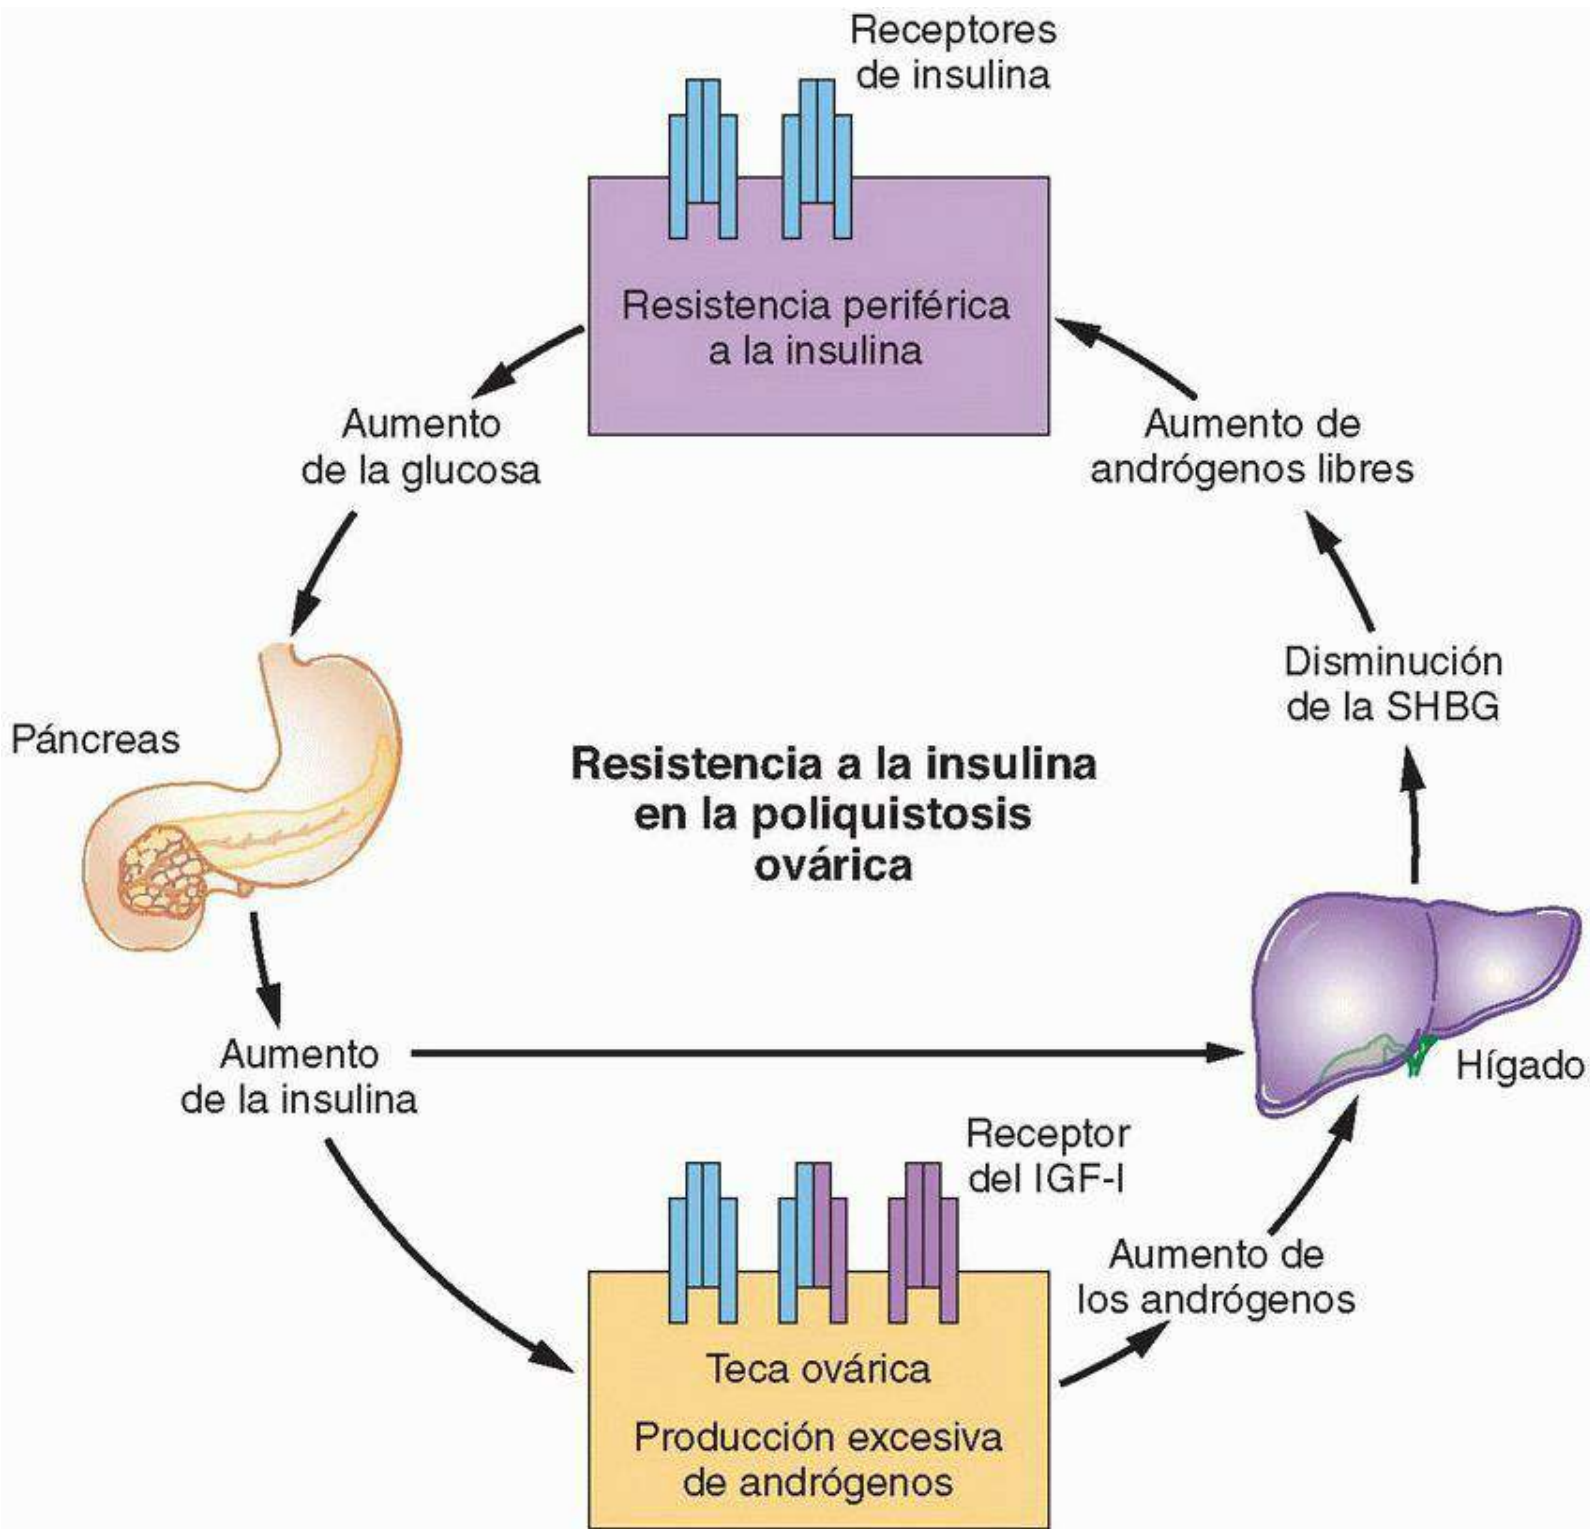 Receptores
de insulina
Resistencia periférica
a la insulina
Aumento
de la glucosa
Aumento de
andrógenos libres
Páncreas
Disminución
de la SHBG
Resistencia a la insulina
en la poliquistosis
ovárica
Aumento
de la insulina
Hígado
Receptor
del IGF-I
Aumento de
los andrógenos
Teca ovárica
Producción excesiva
de andrógenos